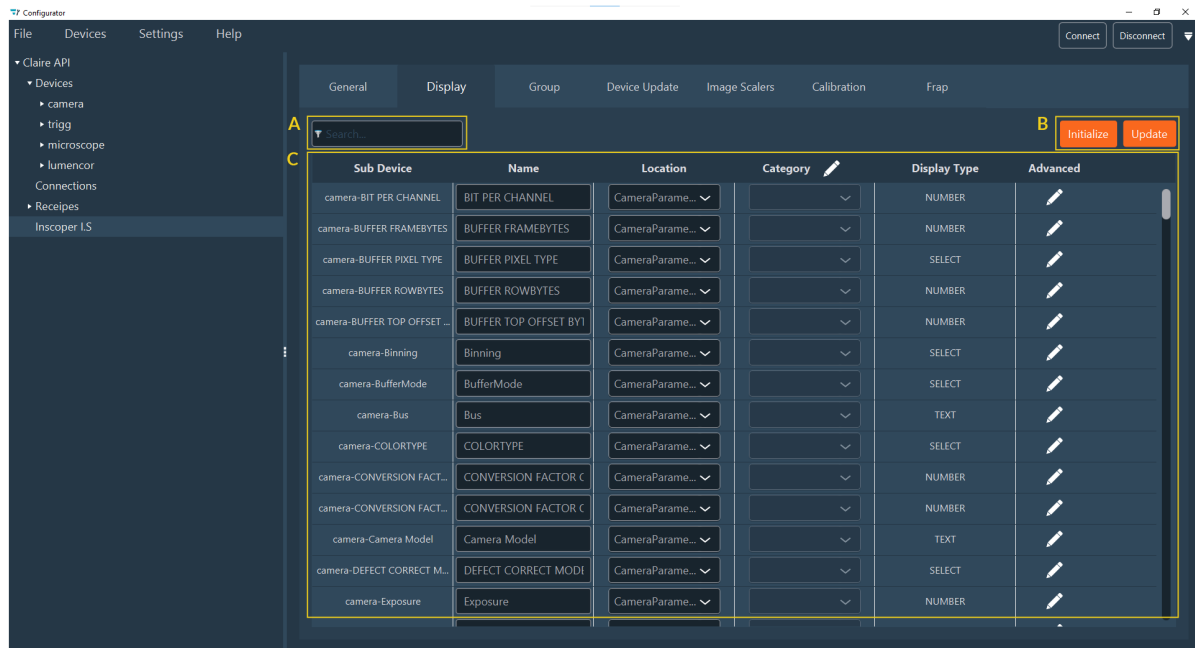 Configurator
File Devices Settings Help Connect Disconnect
Claire API
Devices
camera
trigg
microscope
lumencor
Connections
Receipes
Inscoper I.S
General Display Group Device Update Image Scalers Calibration Frap
A Search... B Initialize Update
C
Sub Device Name Location Category Display Type Advanced
camera-BIT PER CHANNEL BIT PER CHANNEL CameraParame... NUMBER
camera-BUFFER FRAMEBYTES BUFFER FRAMEBYTES CameraParame... NUMBER
camera-BUFFER PIXEL TYPE BUFFER PIXEL TYPE CameraParame... SELECT
camera-BUFFER ROWBYTES BUFFER ROWBYTES CameraParame... NUMBER
camera-BUFFER TOP OFFSET ... BUFFER TOP OFFSET BYT CameraParame... NUMBER
camera-Binning Binning CameraParame... SELECT
camera-BufferMode BufferMode CameraParame... SELECT
camera-Bus Bus CameraParame... TEXT
camera-COLORTYPE COLORTYPE CameraParame... SELECT
camera-CONVERSION FACT... CONVERSION FACTOR C CameraParame... NUMBER
camera-CONVERSION FACT... CONVERSION FACTOR C CameraParame... NUMBER
camera-Camera Model Camera Model CameraParame... TEXT
camera-DEFECT CORRECT M... DEFECT CORRECT MODE CameraParame... SELECT
camera-Exposure Exposure CameraParame... NUMBER